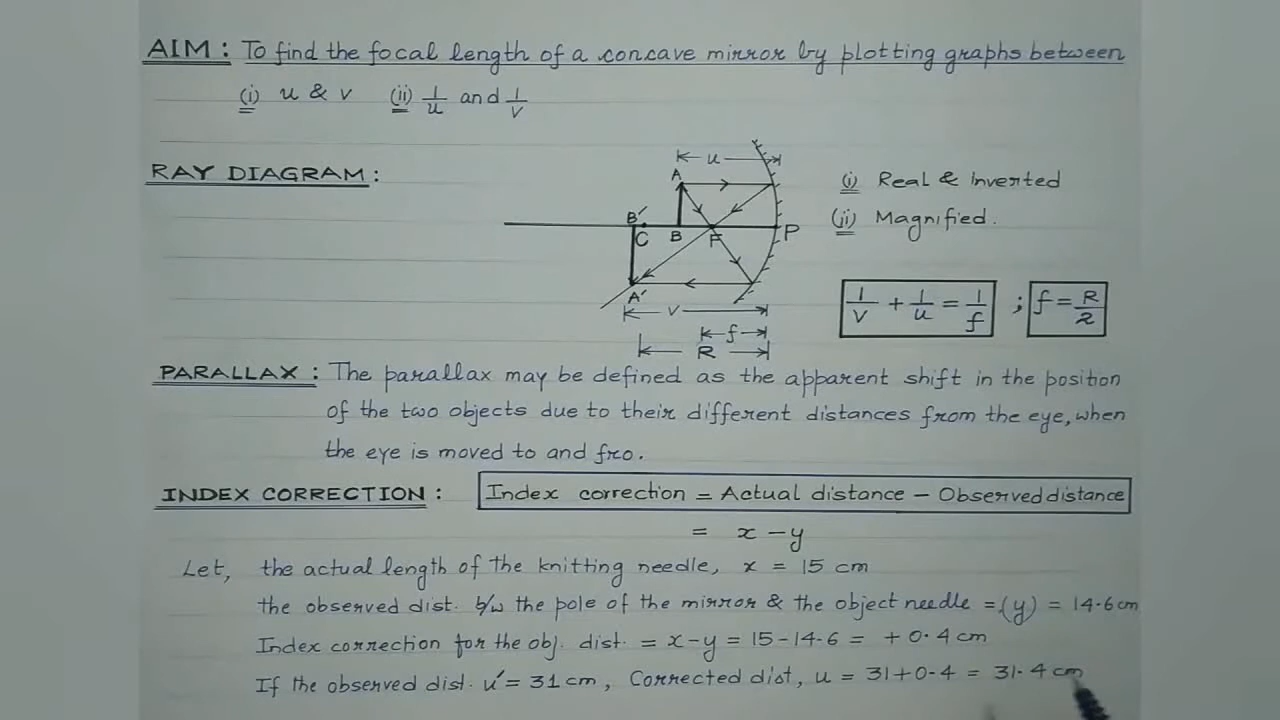 AIM : To find the focal length of a concave mirror by plotting graphs between
(i) u & v (ii) 1/u and 1/v
RAY DIAGRAM :
u
A
B'
C
B
F
P
A'
v
f
R
(i) Real & Inverted
(ii) Magnified.
1/v + 1/u = 1/f ; f = R/2
PARALLAX : The parallax may be defined as the apparent shift in the position
of the two objects due to their different distances from the eye, when
the eye is moved to and fro.
INDEX CORRECTION : Index correction = Actual distance - Observed distance
= x - y
Let, the actual length of the knitting needle, x = 15 cm
the observed dist. b/w the pole of the mirror & the object needle = (y) = 14.6 cm
Index correction for the obj. dist. = x - y = 15 - 14.6 = + 0.4 cm
If the observed dist. u' = 31 cm, Corrected dist, u = 31 + 0.4 = 31.4 cm